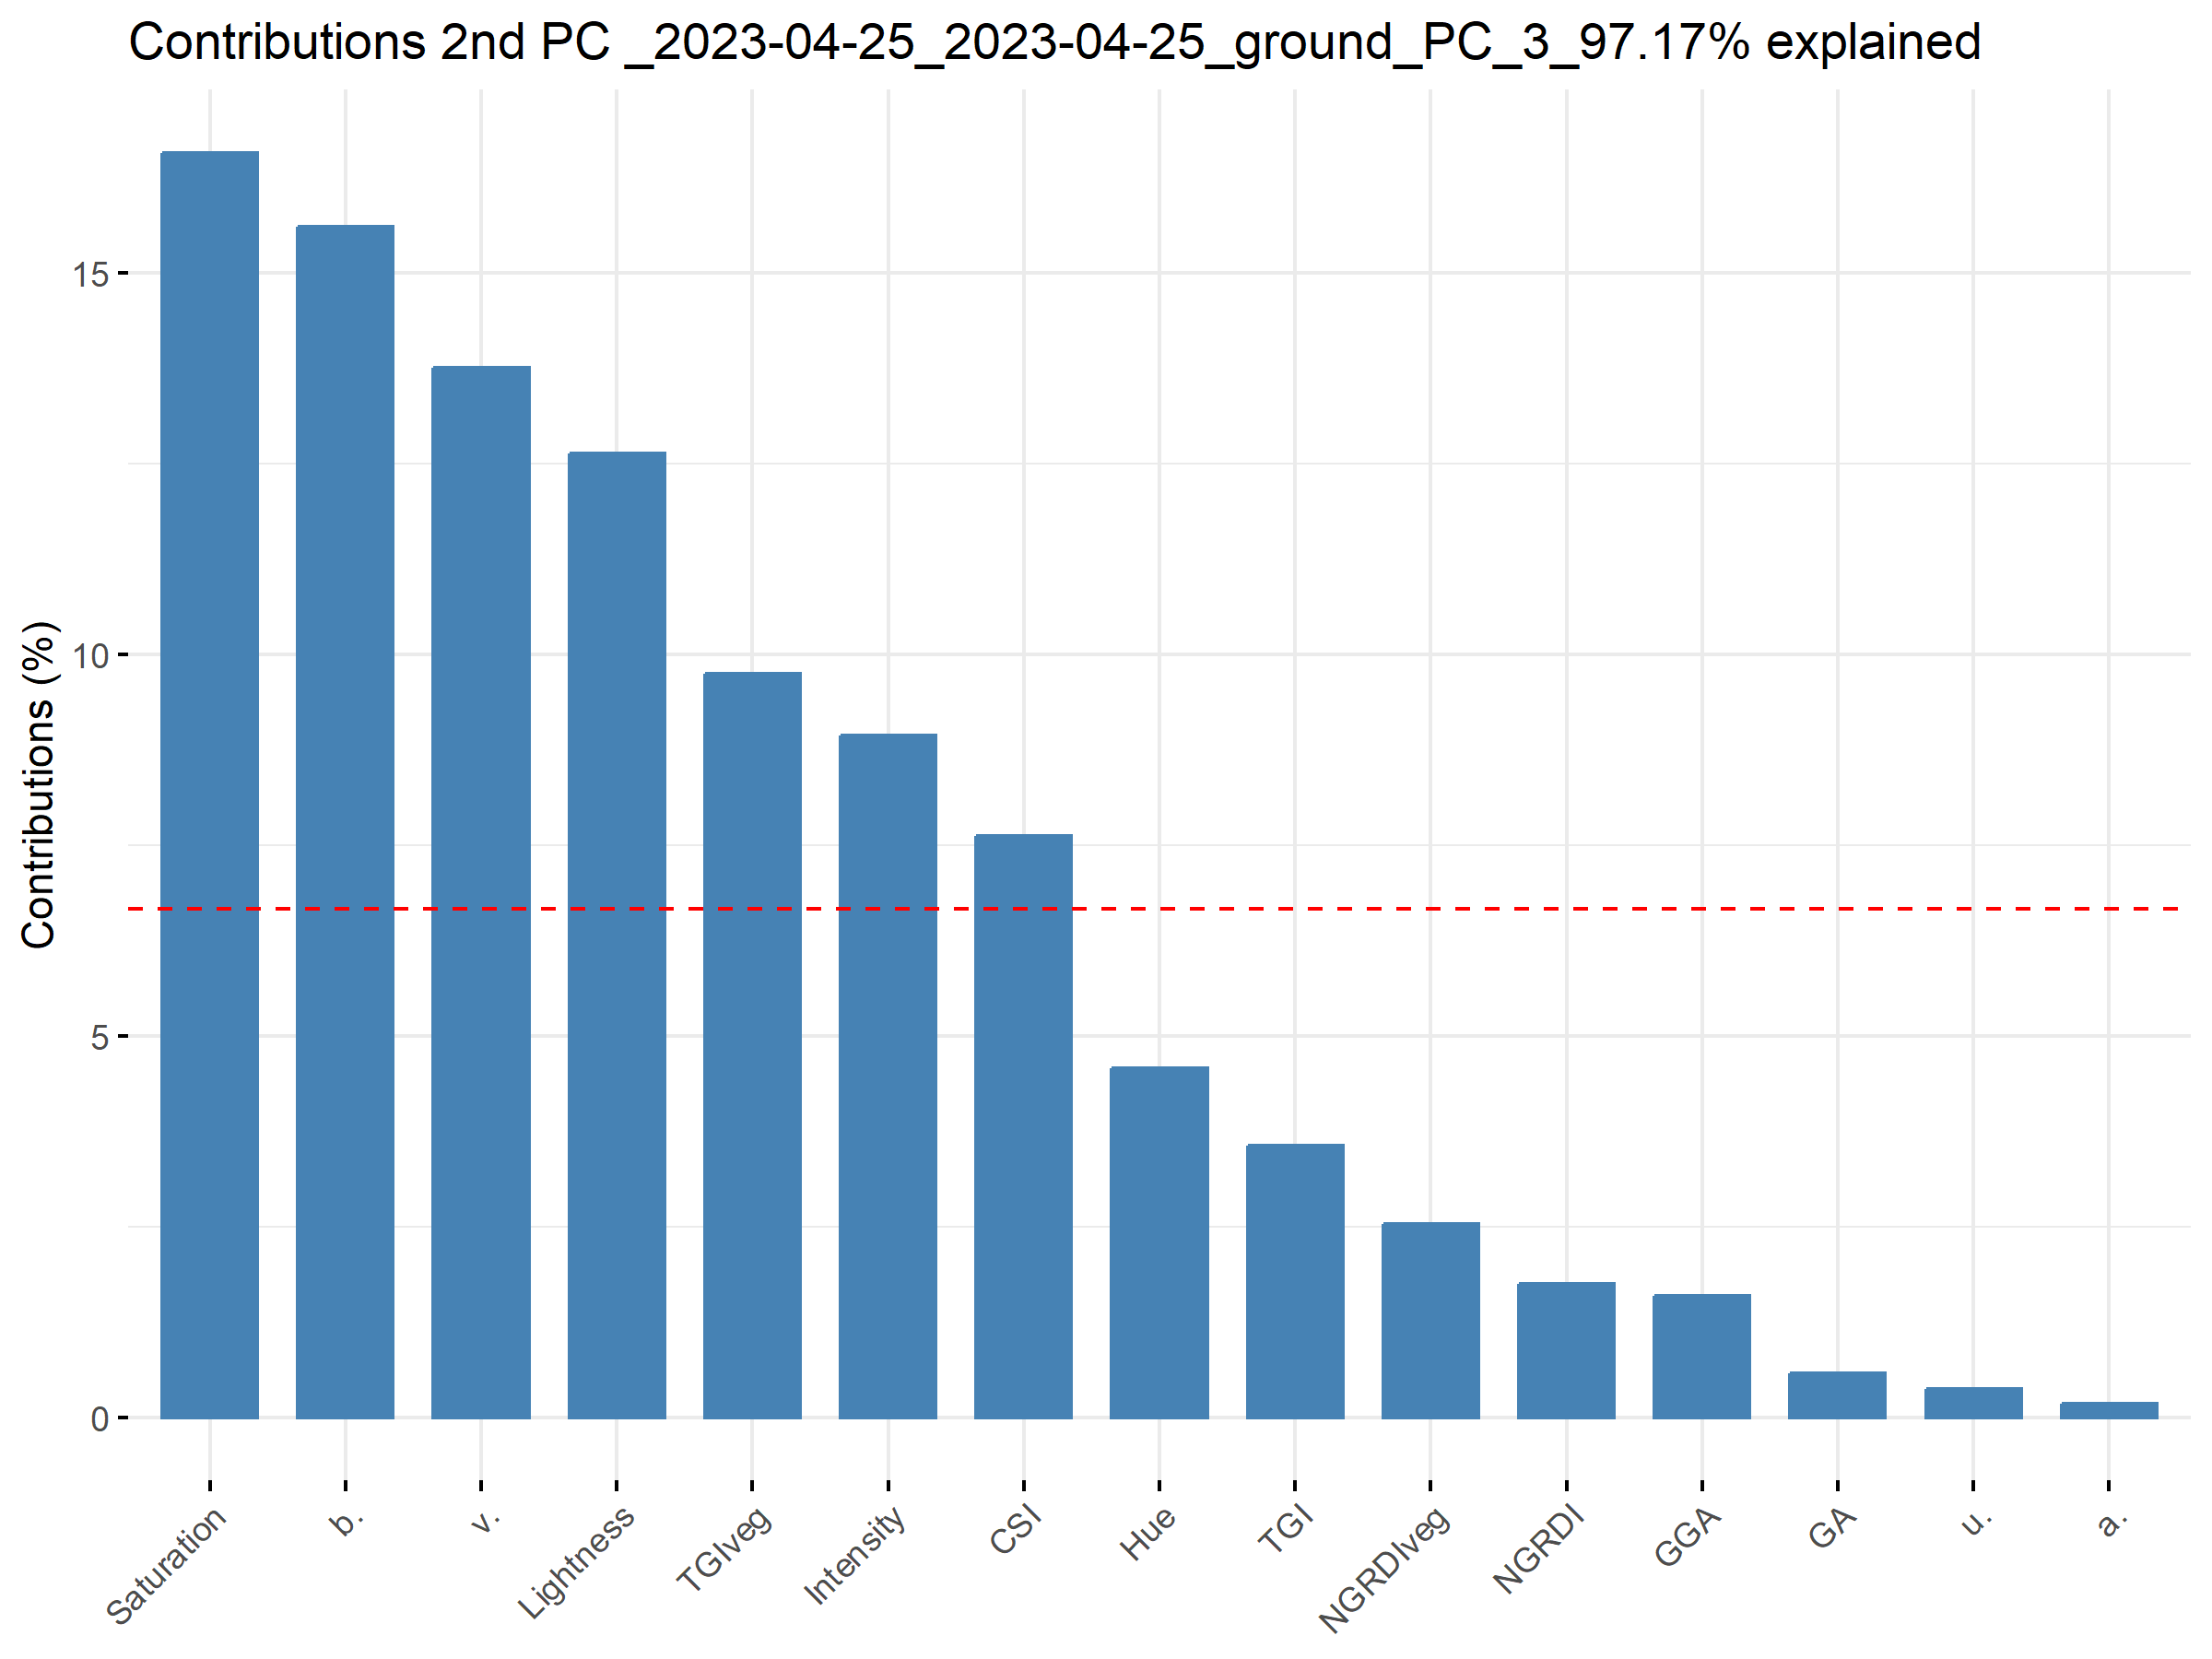 Contributions 2nd PC _2023-04-25_2023-04-25_ground_PC_3_97.17% explained
Contributions (%)
15
10
5
0
Saturation
b.
v.
Lightness
TGIveg
Intensity
CSI
Hue
TGI
NGRDIveg
NGRDI
GGA
GA
u.
a.